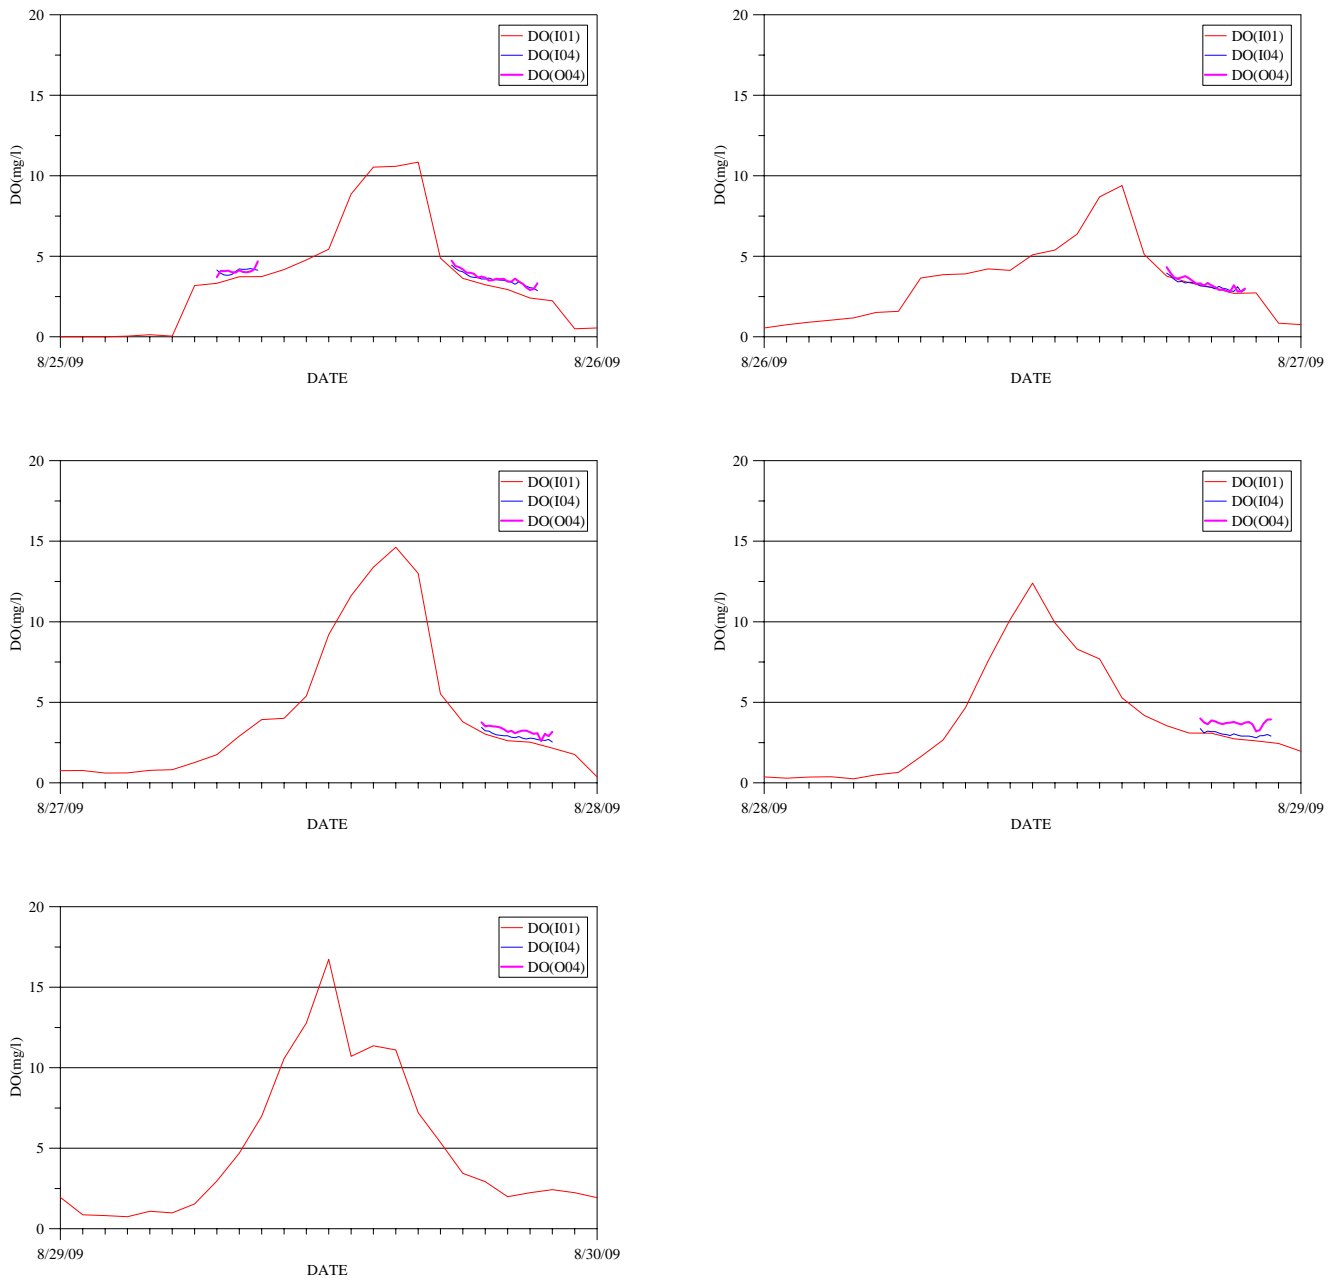 20
15
10
5
0
DO(mg/l)
DO(I01)
DO(I04)
DO(O04)
8/25/09
8/26/09
DATE
20
15
10
5
0
DO(mg/l)
DO(I01)
DO(I04)
DO(O04)
8/26/09
8/27/09
DATE
20
15
10
5
0
DO(mg/l)
DO(I01)
DO(I04)
DO(O04)
8/27/09
8/28/09
DATE
20
15
10
5
0
DO(mg/l)
DO(I01)
DO(I04)
DO(O04)
8/28/09
8/29/09
DATE
20
15
10
5
0
DO(mg/l)
DO(I01)
DO(I04)
DO(O04)
8/29/09
8/30/09
DATE